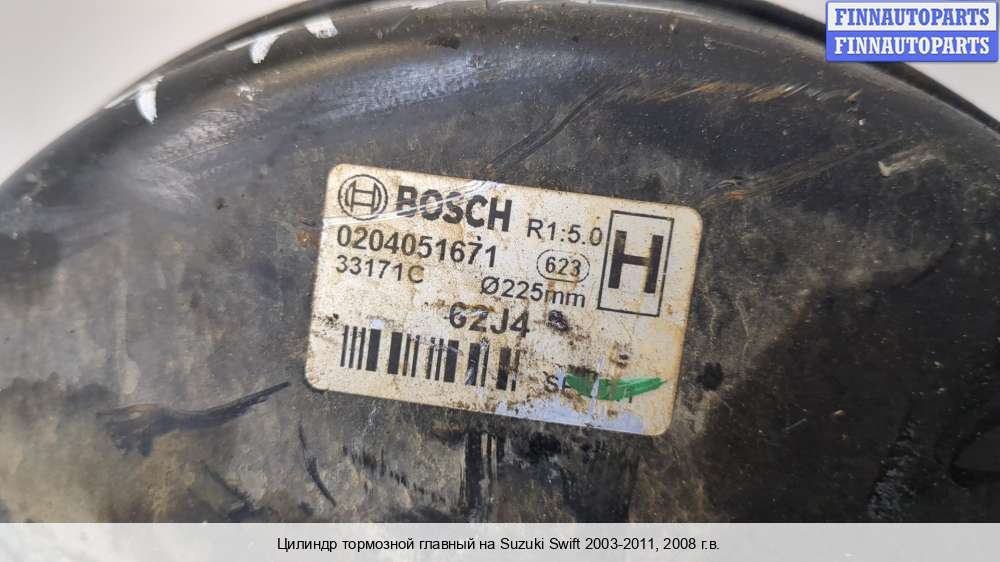 FINNAUTOPARTS
FINNAUTOPARTS
BOSCH R1:5.0
H
0204051671
623
33171C
Ø225mm
62J4
Цилиндр тормозной главный на Suzuki Swift 2003-2011, 2008 г.в.